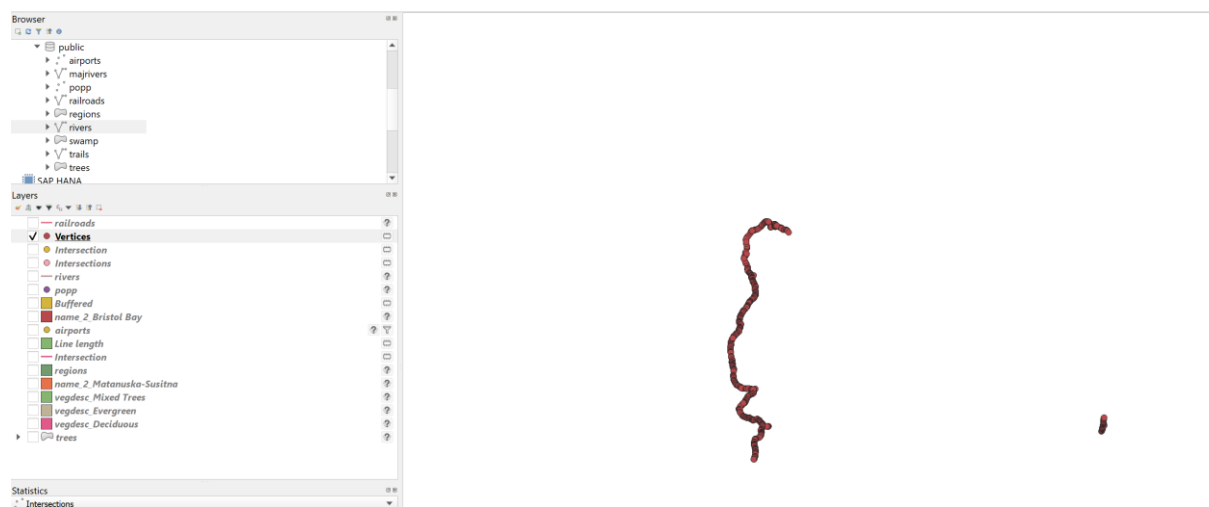 Browser
public
airports
majrivers
popp
railroads
regions
rivers
swamp
trails
trees
SAP HANA
Layers
railroads
Vertices
Intersection
Intersections
rivers
popp
Buffered
name_2_Bristol Bay
airports
Line length
Intersection
regions
name_2_Matanuska-Susitna
vegdesc_Mixed Trees
vegdesc_Evergreen
vegdesc_Deciduous
trees
Statistics
Intersections